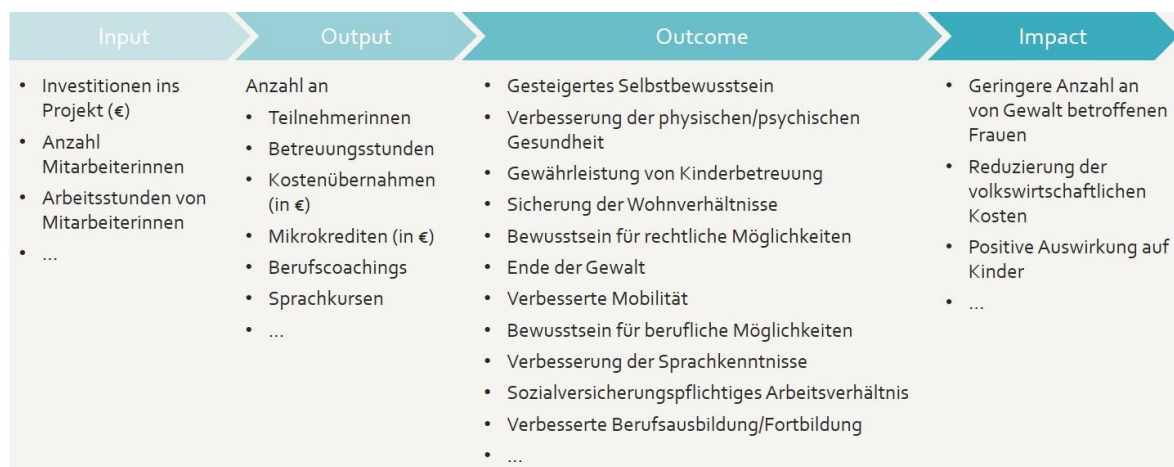 Input
Output
Outcome
Impact
• Investitionen ins
Projekt (€)
• Anzahl
Mitarbeiterinnen
• Arbeitsstunden von
Mitarbeiterinnen
• ...
Anzahl an
• Teilnehmerinnen
• Betreuungsstunden
• Kostenübernahmen
(in €)
• Mikrokrediten (in €)
• Berufscoachings
• Sprachkursen
• ...
• Gesteigertes Selbstbewusstsein
• Verbesserung der physischen/psychischen
Gesundheit
• Gewährleistung von Kinderbetreuung
• Sicherung der Wohnverhältnisse
• Bewusstsein für rechtliche Möglichkeiten
• Ende der Gewalt
• Verbesserte Mobilität
• Bewusstsein für berufliche Möglichkeiten
• Verbesserung der Sprachkenntnisse
• Sozialversicherungspflichtiges Arbeitsverhältnis
• Verbesserte Berufsausbildung/Fortbildung
• ...
• Geringere Anzahl an
von Gewalt betroffenen
Frauen
• Reduzierung der
volkswirtschaftlichen
Kosten
• Positive Auswirkung auf
Kinder
• ...